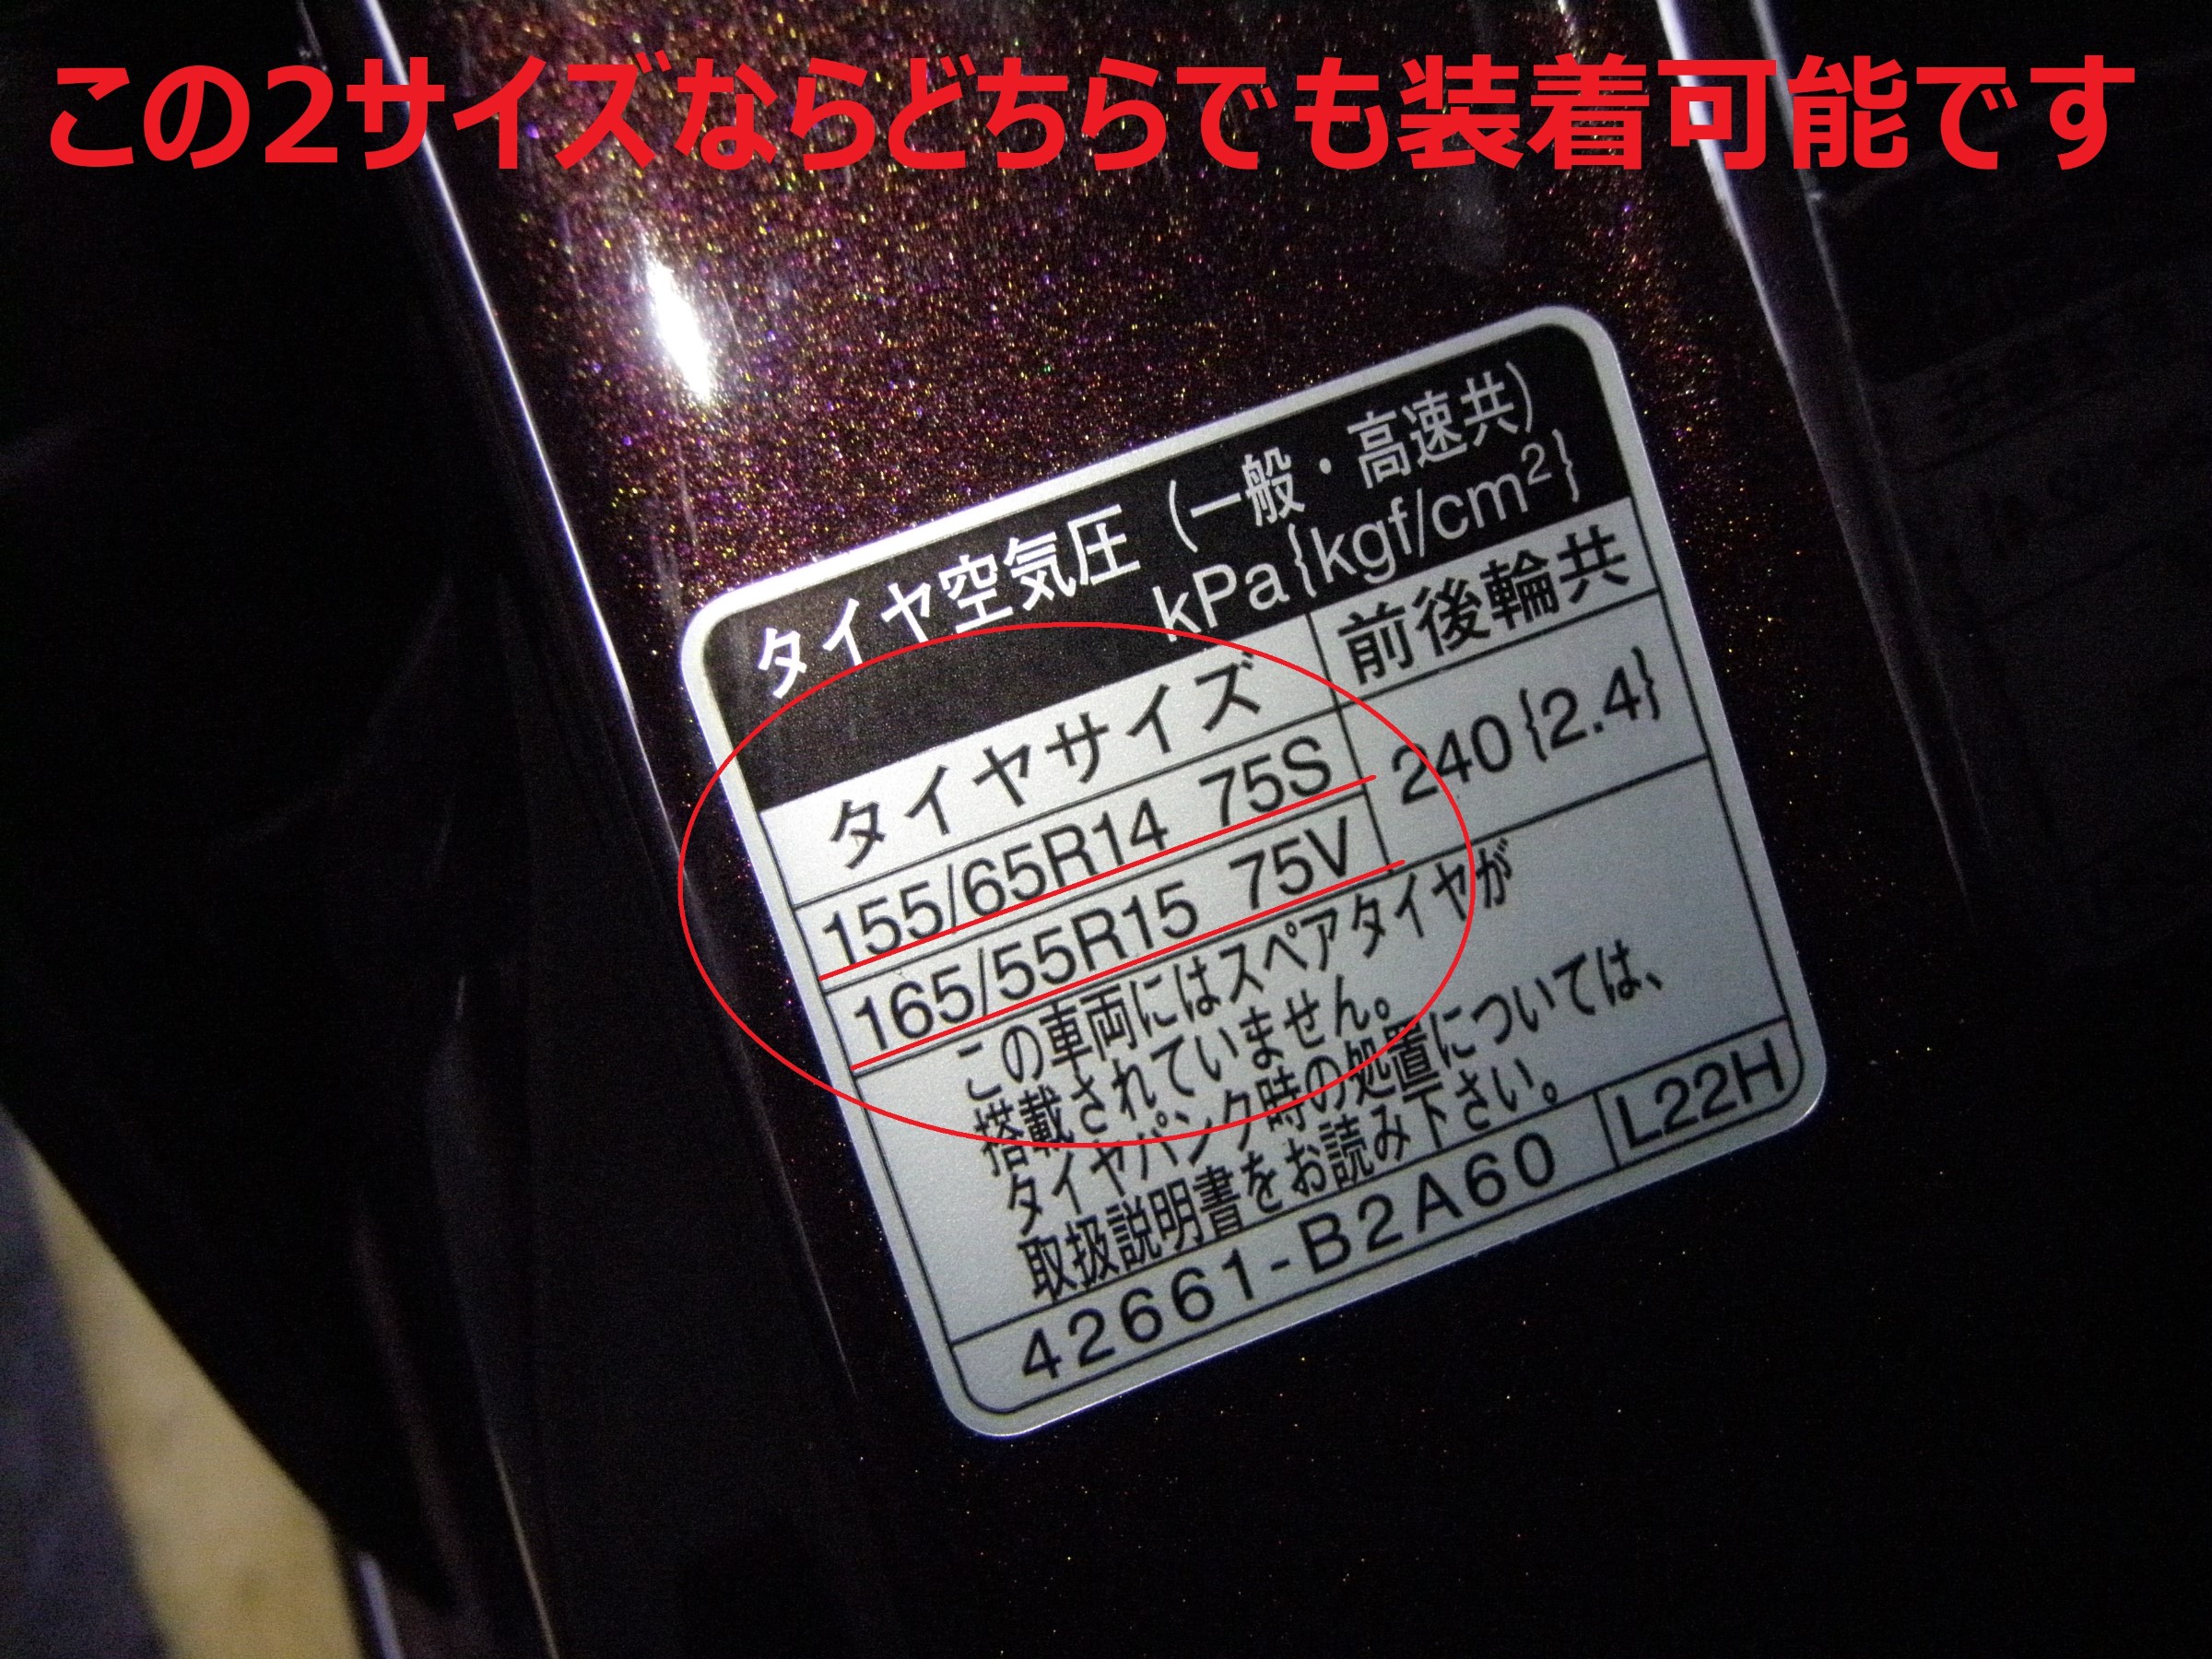 この2サイズならどちらでも装着可能です
タイヤ空気圧（一般・高速共）
kPa{kgf/cm²}
タイヤサイズ 前後輪共
155/65R14 75S 240{2.4}
165/55R15 75V
この車両にはスペアタイヤが
搭載されていません。
タイヤパンク時の処置については、
取扱説明書をお読み下さい。
42661-B2A60 L22H